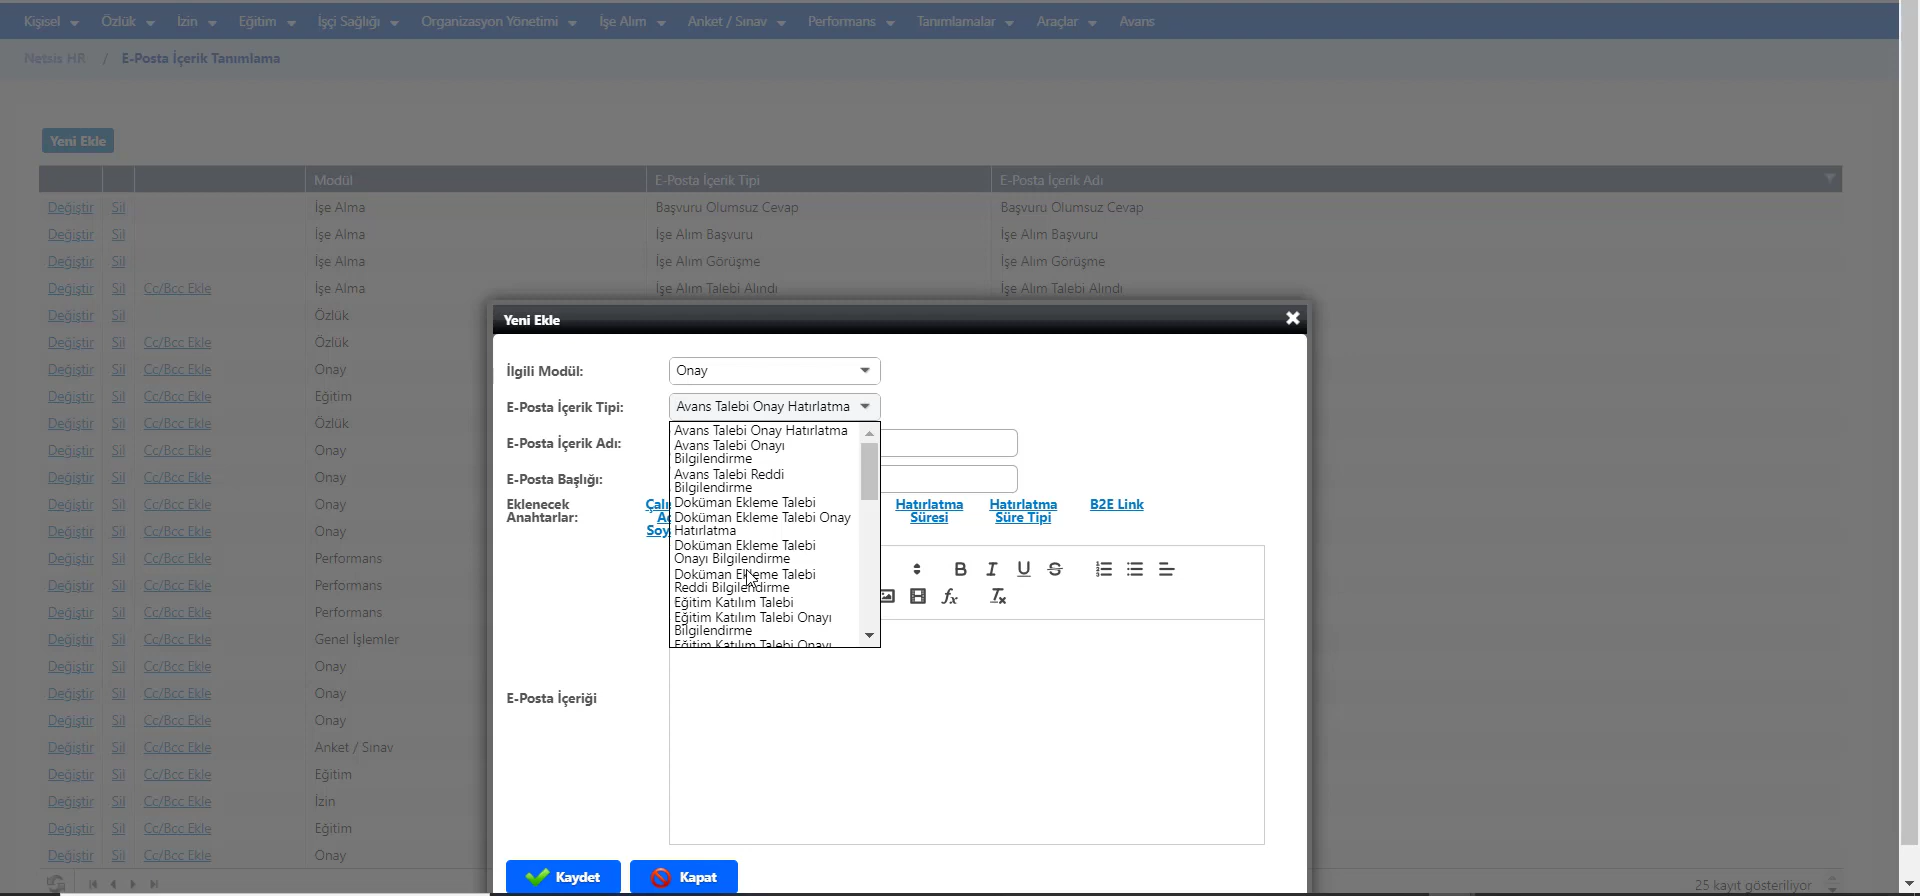 Kişisel Özlük İzin Eğitim İşçi Sağlığı Organizasyon Yönetimi İşe Alım Anket / Sınav Performans Tanımlamalar Araçlar Avans
Netsis HR / E-Posta İçerik Tanımlama
Yeni Ekle
Modül E-Posta İçerik Tipi E-Posta İçerik Adı
Değiştir Sil İşe Alma Başvuru Olumsuz Cevap Başvuru Olumsuz Cevap
Değiştir Sil İşe Alma İşe Alım Başvuru İşe Alım Başvuru
Değiştir Sil İşe Alma İşe Alım Görüşme İşe Alım Görüşme
Değiştir Sil Cc/Bcc Ekle İşe Alma İşe Alım Talebi Alındı İşe Alım Talebi Alındı
Değiştir Sil Özlük
Değiştir Sil Cc/Bcc Ekle Özlük
Değiştir Sil Cc/Bcc Ekle Onay
Değiştir Sil Cc/Bcc Ekle Eğitim
Değiştir Sil Cc/Bcc Ekle Özlük
Değiştir Sil Cc/Bcc Ekle Onay
Değiştir Sil Cc/Bcc Ekle Onay
Değiştir Sil Cc/Bcc Ekle Onay
Değiştir Sil Cc/Bcc Ekle Onay
Değiştir Sil Cc/Bcc Ekle Performans
Değiştir Sil Cc/Bcc Ekle Performans
Değiştir Sil Cc/Bcc Ekle Performans
Değiştir Sil Cc/Bcc Ekle Genel İşlemler
Değiştir Sil Cc/Bcc Ekle Onay
Değiştir Sil Cc/Bcc Ekle Onay
Değiştir Sil Cc/Bcc Ekle Onay
Değiştir Sil Cc/Bcc Ekle Anket / Sınav
Değiştir Sil Cc/Bcc Ekle Eğitim
Değiştir Sil Cc/Bcc Ekle İzin
Değiştir Sil Cc/Bcc Ekle Eğitim
Değiştir Sil Cc/Bcc Ekle Onay
25 kayıt gösteriliyor
Yeni Ekle
İlgili Modül: Onay
E-Posta İçerik Tipi: Avans Talebi Onay Hatırlatma
Avans Talebi Onay Hatırlatma
Avans Talebi Onayı
Bilgilendirme
Avans Talebi Reddi
Bilgilendirme
Doküman Ekleme Talebi
Doküman Ekleme Talebi Onay
Hatırlatma
Doküman Ekleme Talebi
Onayı Bilgilendirme
Doküman Ekleme Talebi
Reddi Bilgilendirme
Eğitim Katılım Talebi
Eğitim Katılım Talebi Onayı
Bilgilendirme
Eğitim Katılım Talebi Onayı
E-Posta İçerik Adı:
E-Posta Başlığı:
Eklenecek
Anahtarlar:
Hatırlatma
Süresi
Hatırlatma
Süre Tipi
B2E Link
E-Posta İçeriği
Kaydet Kapat